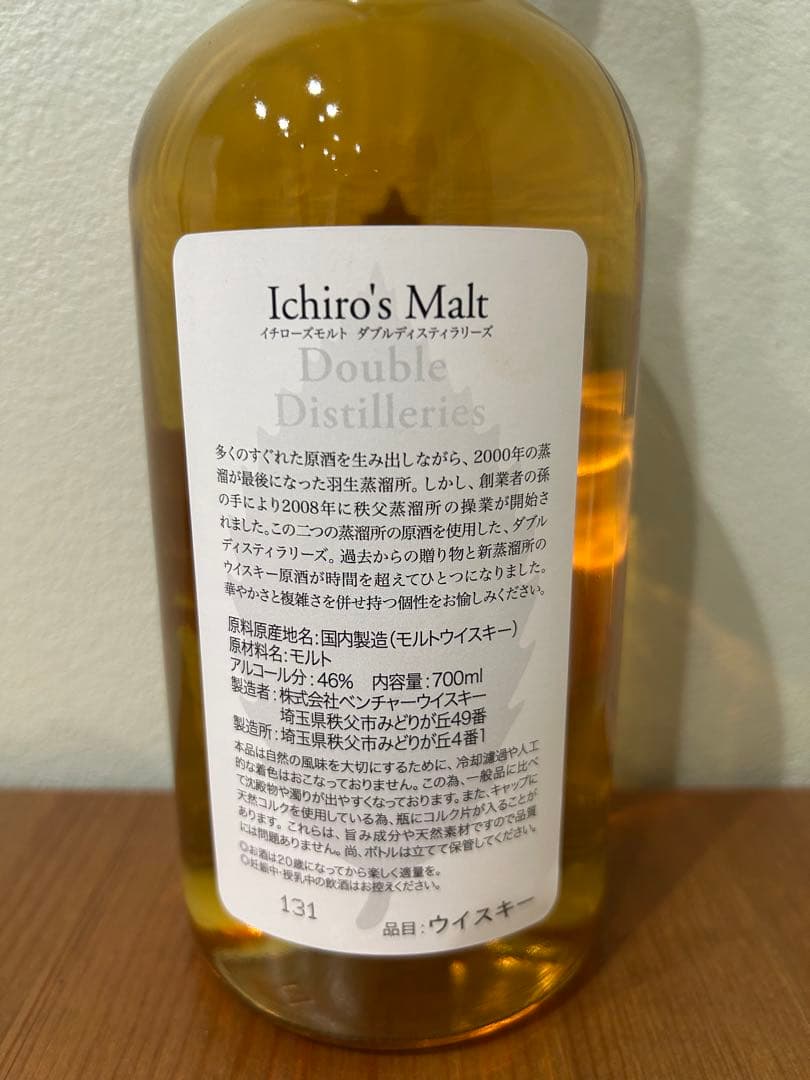 Ichiro's Malt
イチローズモルト ダブルディスティラリーズ
Double
Distilleries
多くのすぐれた原酒を生み出しながら、2000年の蒸
溜が最後になった羽生蒸溜所。しかし、創業者の孫
の手により2008年に秩父蒸溜所の操業が開始さ
れました。この二つの蒸溜所の原酒を使用した、ダブル
ディスティラリーズ。過去からの贈り物と新蒸溜所の
ウイスキー原酒が時間を超えてひとつになりました。
華やかさと複雑さを併せ持つ個性をお愉しみください。
原料原産地名：国内製造（モルトウイスキー）
原材料名：モルト
アルコール分：46% 内容量：700ml
製造者：株式会社ベンチャーウイスキー
埼玉県秩父市みどりが丘49番
製造所：埼玉県秩父市みどりが丘4番1
本品は自然の風味を大切にするために、冷却濾過や人工
的な着色はおこなっておりません。この為、一般品に比べ
て沈殿物や濁りが出やすくなっております。また、キャップに
天然コルクを使用している為、瓶にコルク片が入ることが
あります。これらは、旨み成分や天然素材ですので品質
には問題ありません。尚、ボトルは立てて保管してください。
◎お酒は20歳になってから楽しく適量を。
◎妊娠中・授乳中の飲酒はお控えください。
131
品目：ウイスキー